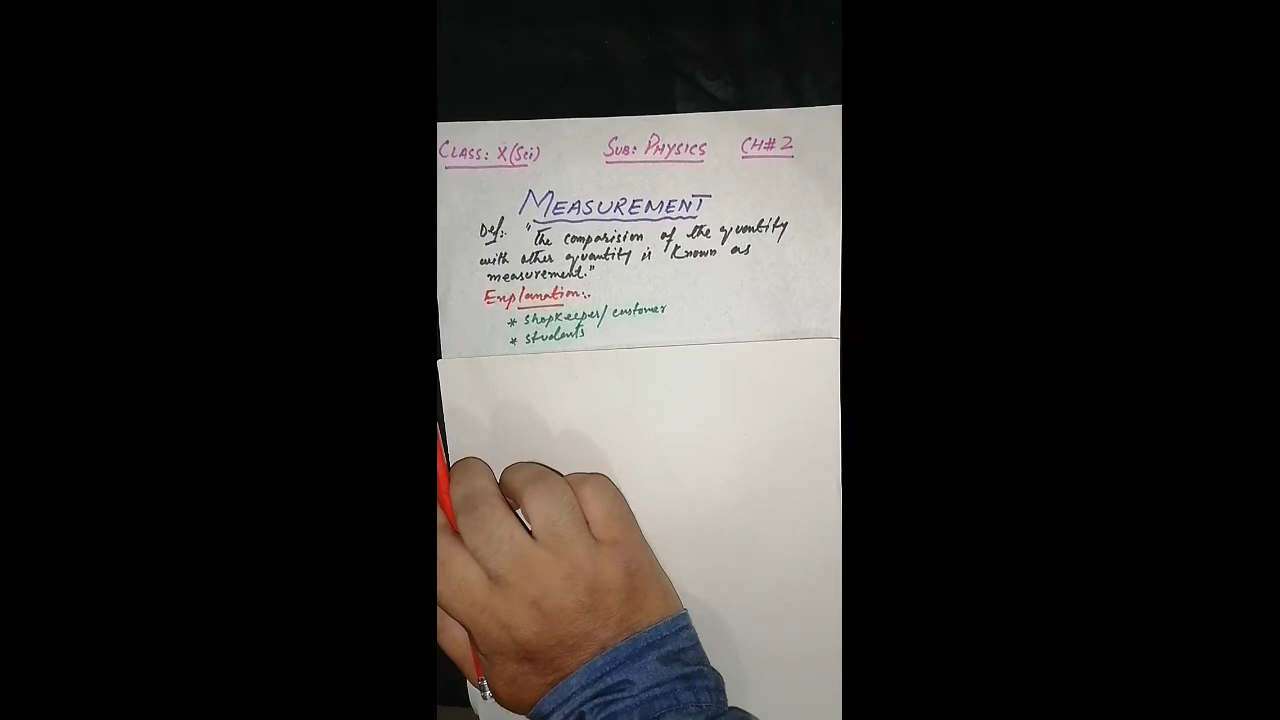 CLASS: X(Sci) SUB: PHYSICS CH# 2
MEASUREMENT
Def:. "The comparision of the quantity
with other quantity is known as
measurement."
Explanation:.
* shopkeeper/ customer
* students